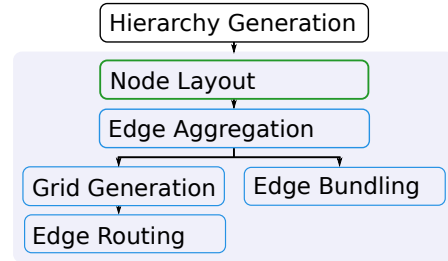 Hierarchy Generation
Node Layout
Edge Aggregation
Grid Generation
Edge Bundling
Edge Routing